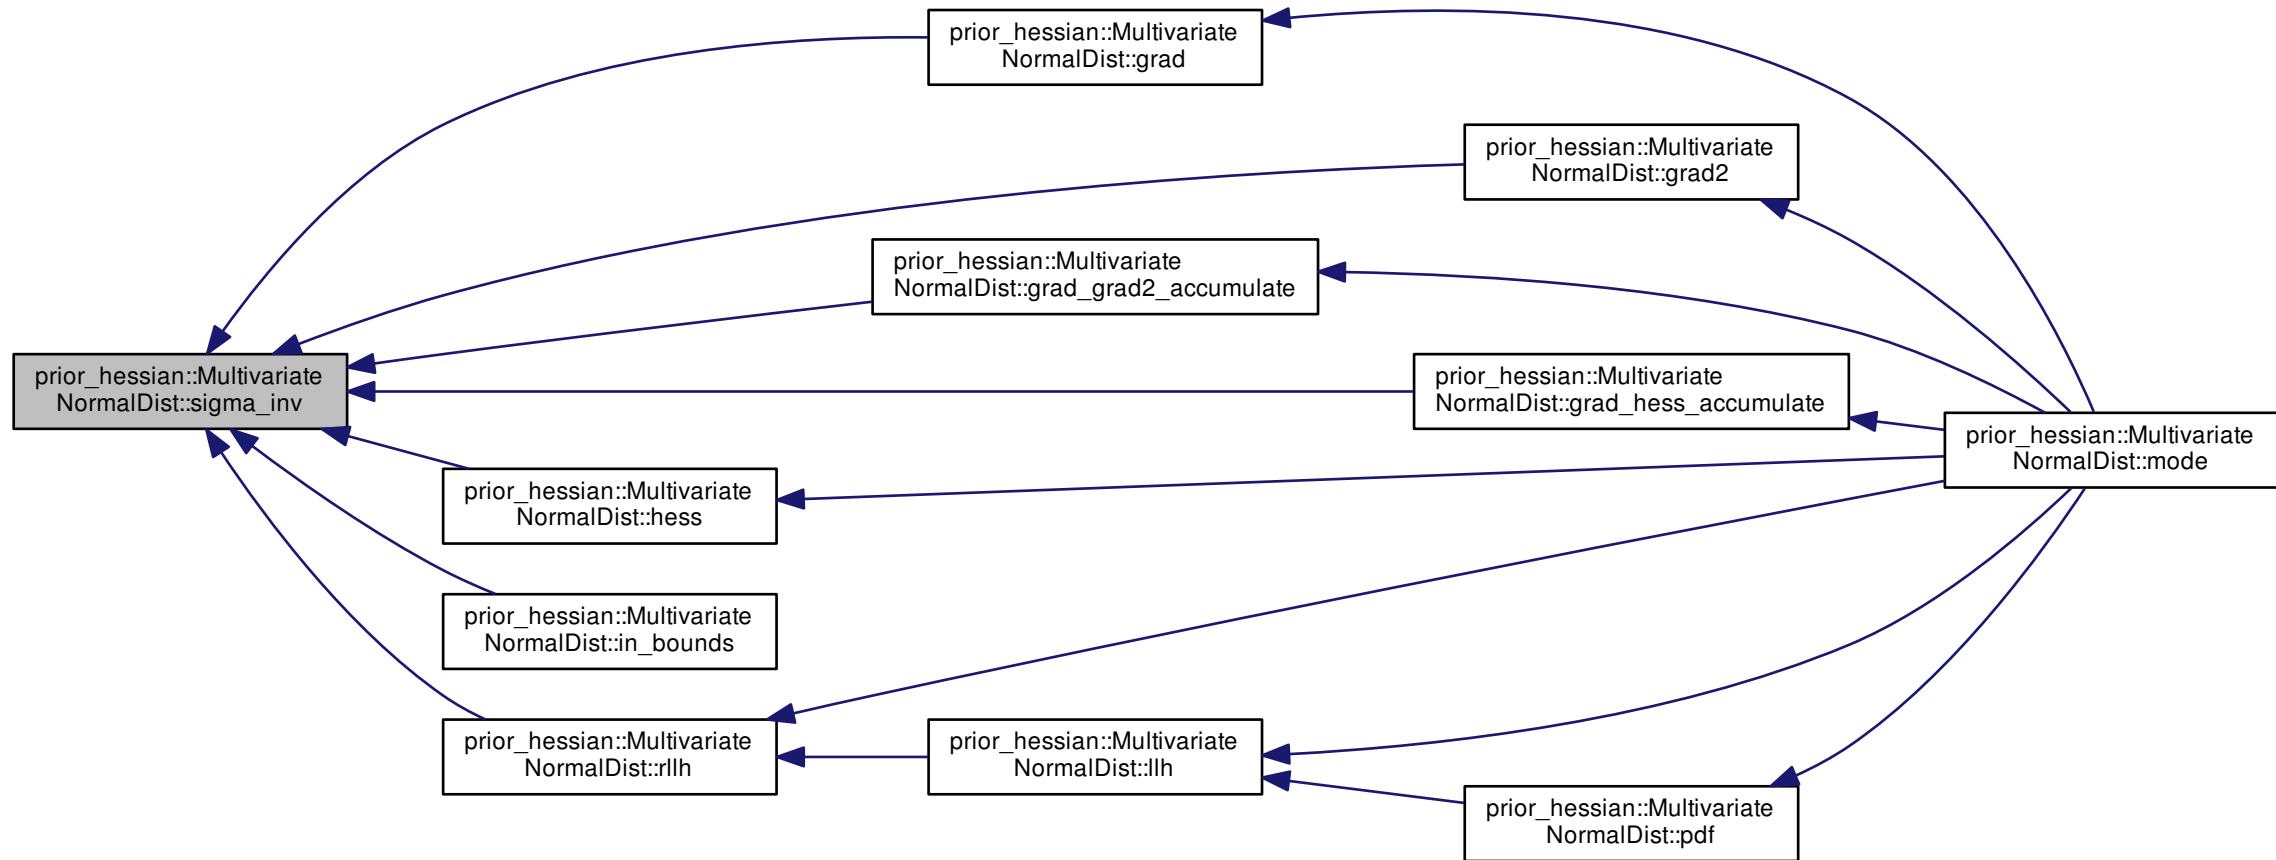 prior_hessian::Multivariate
NormalDist::grad
prior_hessian::Multivariate
NormalDist::grad2
prior_hessian::Multivariate
NormalDist::grad_grad2_accumulate
prior_hessian::Multivariate
NormalDist::sigma_inv
prior_hessian::Multivariate
NormalDist::grad_hess_accumulate
prior_hessian::Multivariate
NormalDist::mode
prior_hessian::Multivariate
NormalDist::hess
prior_hessian::Multivariate
NormalDist::in_bounds
prior_hessian::Multivariate
NormalDist::rllh
prior_hessian::Multivariate
NormalDist::llh
prior_hessian::Multivariate
NormalDist::pdf